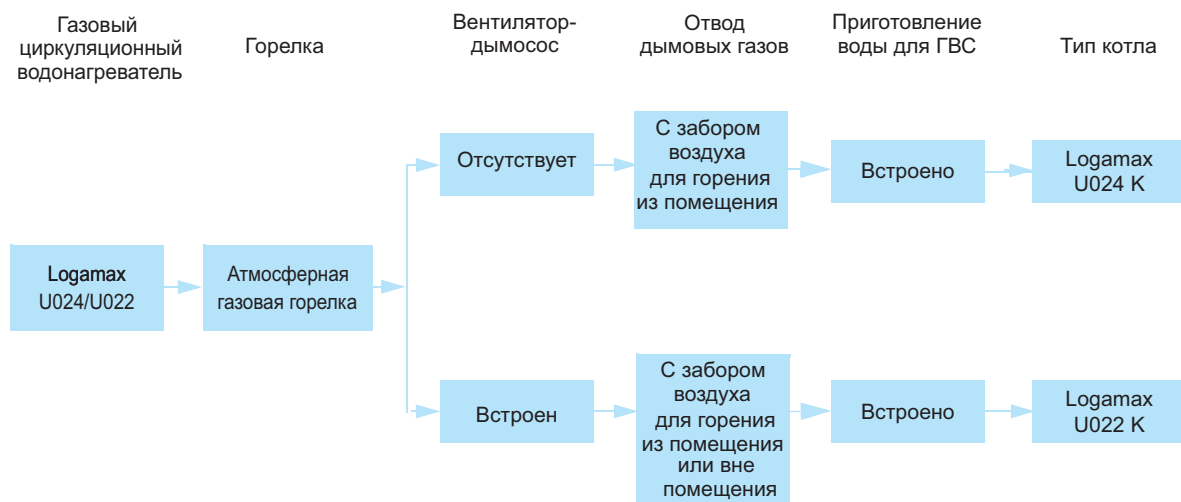 Газовый
циркуляционный
водонагреватель
Горелка
Вентилятор-
дымосос
Отвод
дымовых газов
Приготовление
воды для ГВС
Тип котла
Отсутствует
С забором
воздуха
для горения
из помещения
Встроено
Logamax
U024 K
Logamax
U024/U022
Атмосферная
газовая горелка
Встроен
С забором
воздуха
для горения
из помещения
или вне
помещения
Встроено
Logamax
U022 K